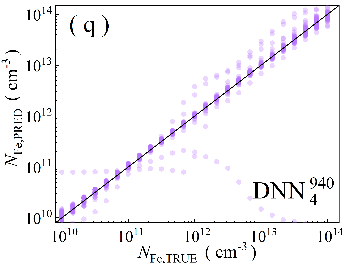 ( q )
10^14
10^13
10^12
10^11
10^10
N_Fe,PRED ( cm^-3 )
DNN_4^940
10^10 10^11 10^12 10^13 10^14
N_Fe,TRUE ( cm^-3 )